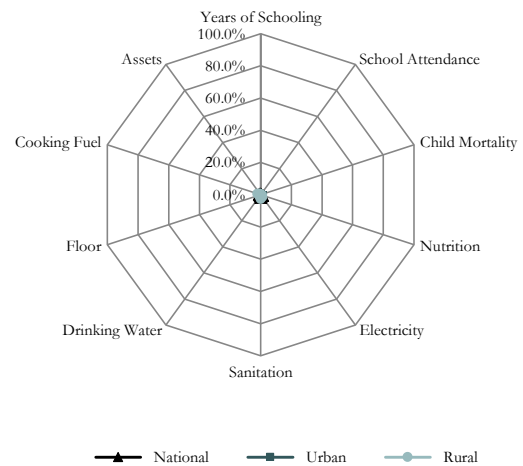 Years of Schooling
100.0%
Assets
School Attendance
80.0%
60.0%
40.0%
Cooking Fuel
Child Mortality
20.0%
0.0%
Floor
Nutrition
Drinking Water
Electricity
Sanitation
National Urban Rural